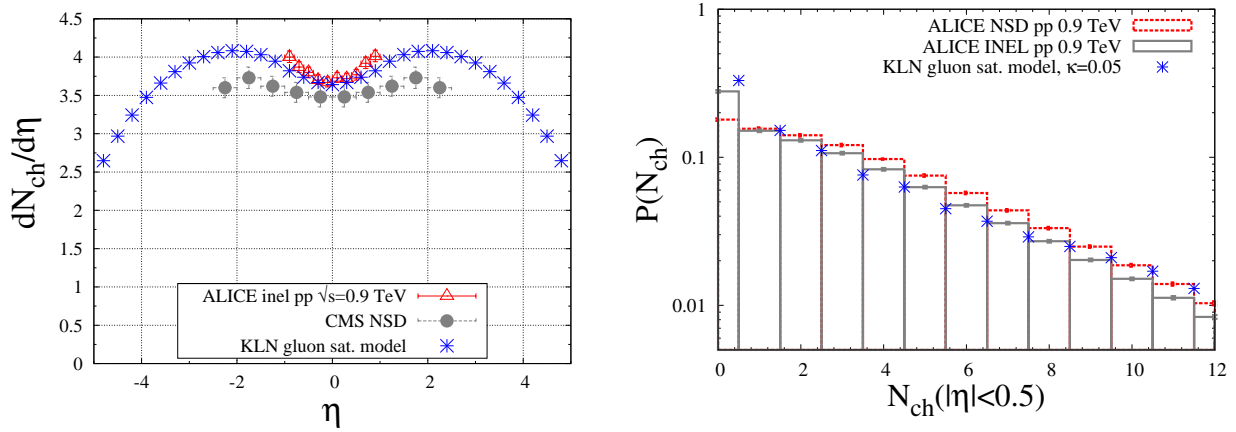 4.5
4
3.5
3
2.5
2
1.5
1
0.5
0
dN_ch/dη
-4 -2 0 2 4
η
ALICE inel pp √s=0.9 TeV
CMS NSD
KLN gluon sat. model
1
0.1
0.01
P(N_ch)
0 2 4 6 8 10 12
N_ch(|η|<0.5)
ALICE NSD pp 0.9 TeV
ALICE INEL pp 0.9 TeV
KLN gluon sat. model, κ=0.05